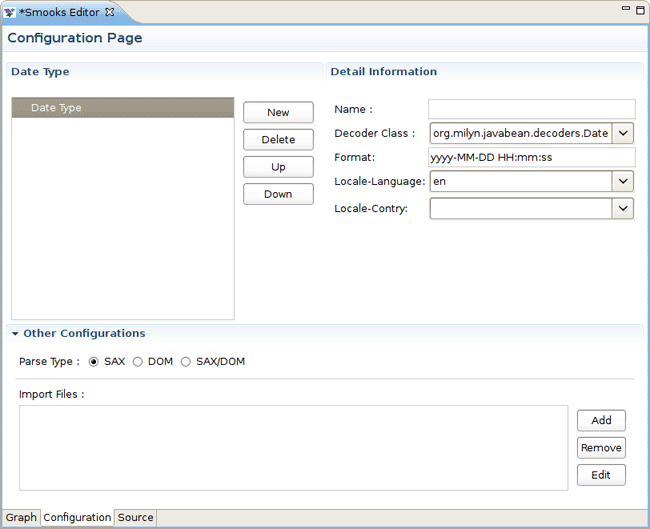 *Smooks Editor
Configuration Page
Date Type
Detail Information
Date Type
New
Delete
Up
Down
Name :
Decoder Class : org.milyn.javabean.decoders.Date
Format: yyyy-MM-DD HH:mm:ss
Locale-Language: en
Locale-Contry:
Other Configurations
Parse Type : SAX DOM SAX/DOM
Import Files :
Add
Remove
Edit
Graph Configuration Source